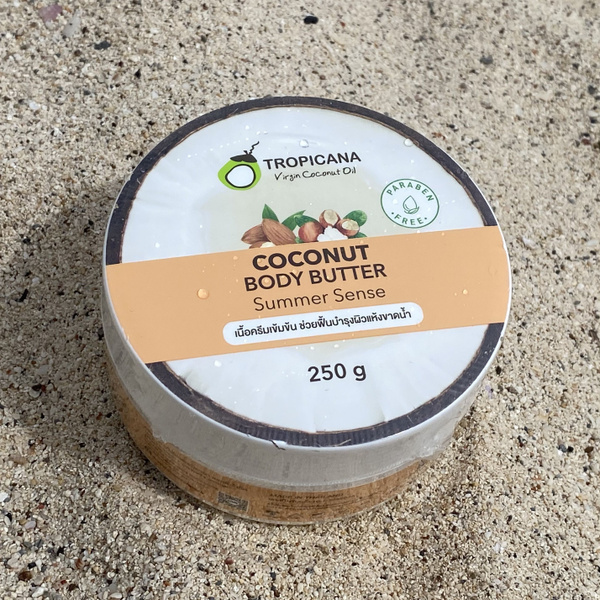 TROPICANA
Virgin Coconut Oil
PARABEN
FREE
COCONUT
BODY BUTTER
Summer Sense
เนื้อครีมเข้มข้น ช่วยฟื้นบำรุงผิวแห้งขาดน้ำ
250 g